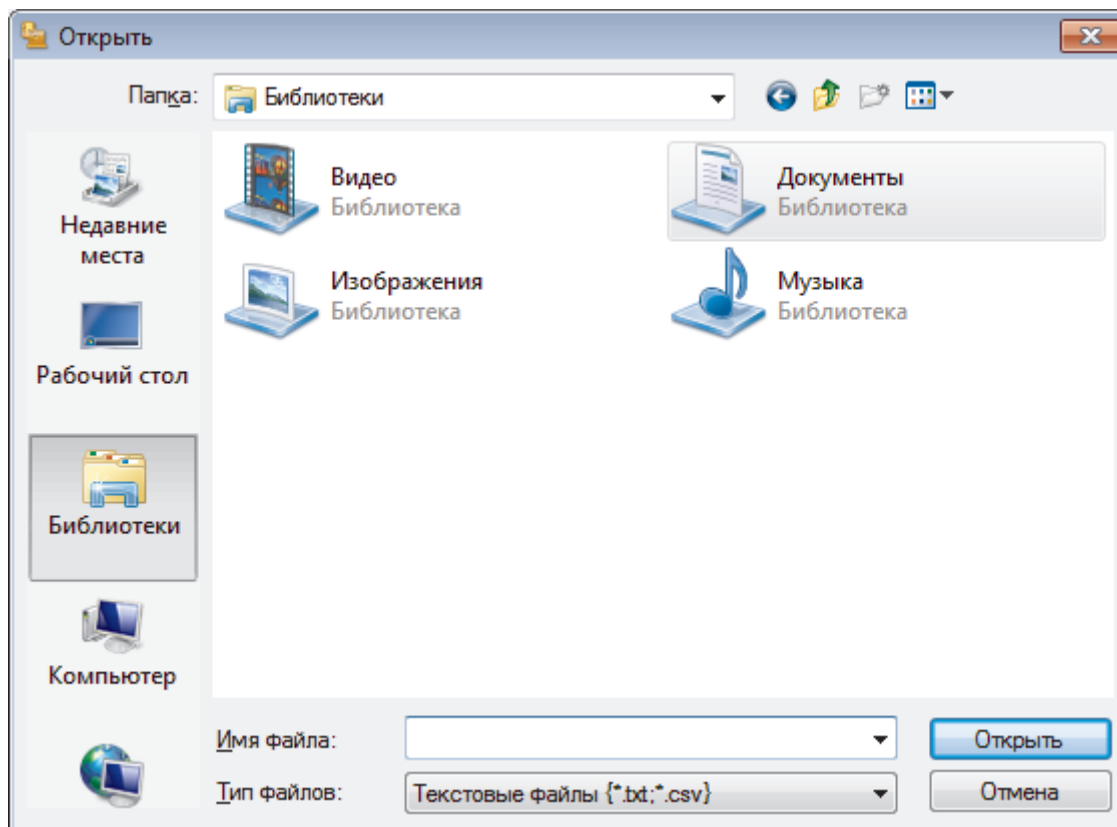 Открыть
Папка:
Библиотеки
Недавние
места
Рабочий стол
Библиотеки
Компьютер
Видео
Библиотека
Документы
Библиотека
Изображения
Библиотека
Музыка
Библиотека
Имя файла:
Открыть
Тип файлов:
Текстовые файлы {*.txt;*.csv}
Отмена